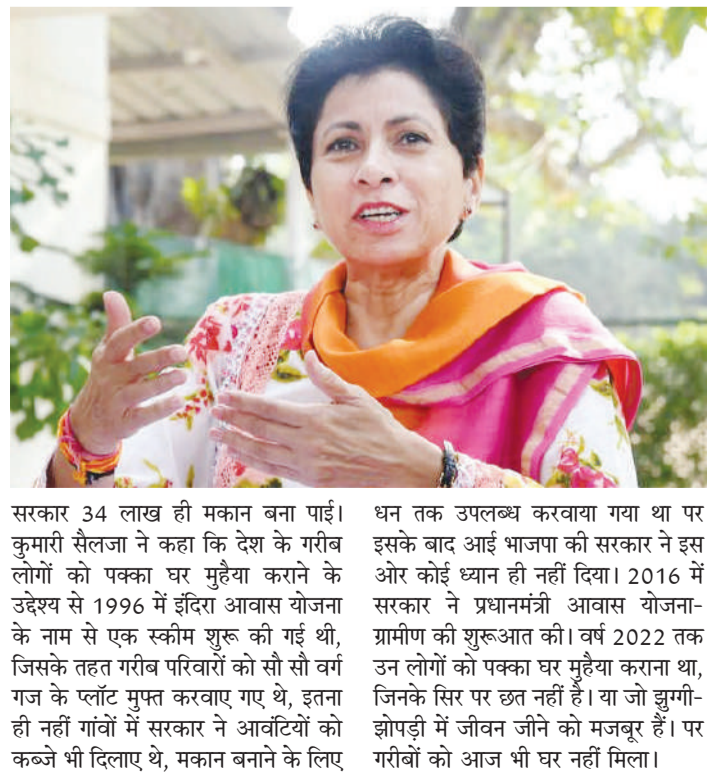 सरकार 34 लाख ही मकान बना पाई।
कुमारी सैलजा ने कहा कि देश के गरीब
लोगों को पक्का घर मुहैया कराने के
उद्देश्य से 1996 में इंदिरा आवास योजना
के नाम से एक स्कीम शुरू की गई थी,
जिसके तहत गरीब परिवारों को सौ सौ वर्ग
गज के प्लॉट मुफ्त करवाए गए थे, इतना
ही नहीं गांवों में सरकार ने आवंटियों को
कब्जे भी दिलाए थे, मकान बनाने के लिए
धन तक उपलब्ध करवाया गया था पर
इसके बाद आई भाजपा की सरकार ने इस
ओर कोई ध्यान ही नहीं दिया। 2016 में
सरकार ने प्रधानमंत्री आवास योजना-
ग्रामीण की शुरूआत की। वर्ष 2022 तक
उन लोगों को पक्का घर मुहैया कराना था,
जिनके सिर पर छत नहीं है। या जो झुग्गी-
झोपड़ी में जीवन जीने को मजबूर हैं। पर
गरीबों को आज भी घर नहीं मिला।